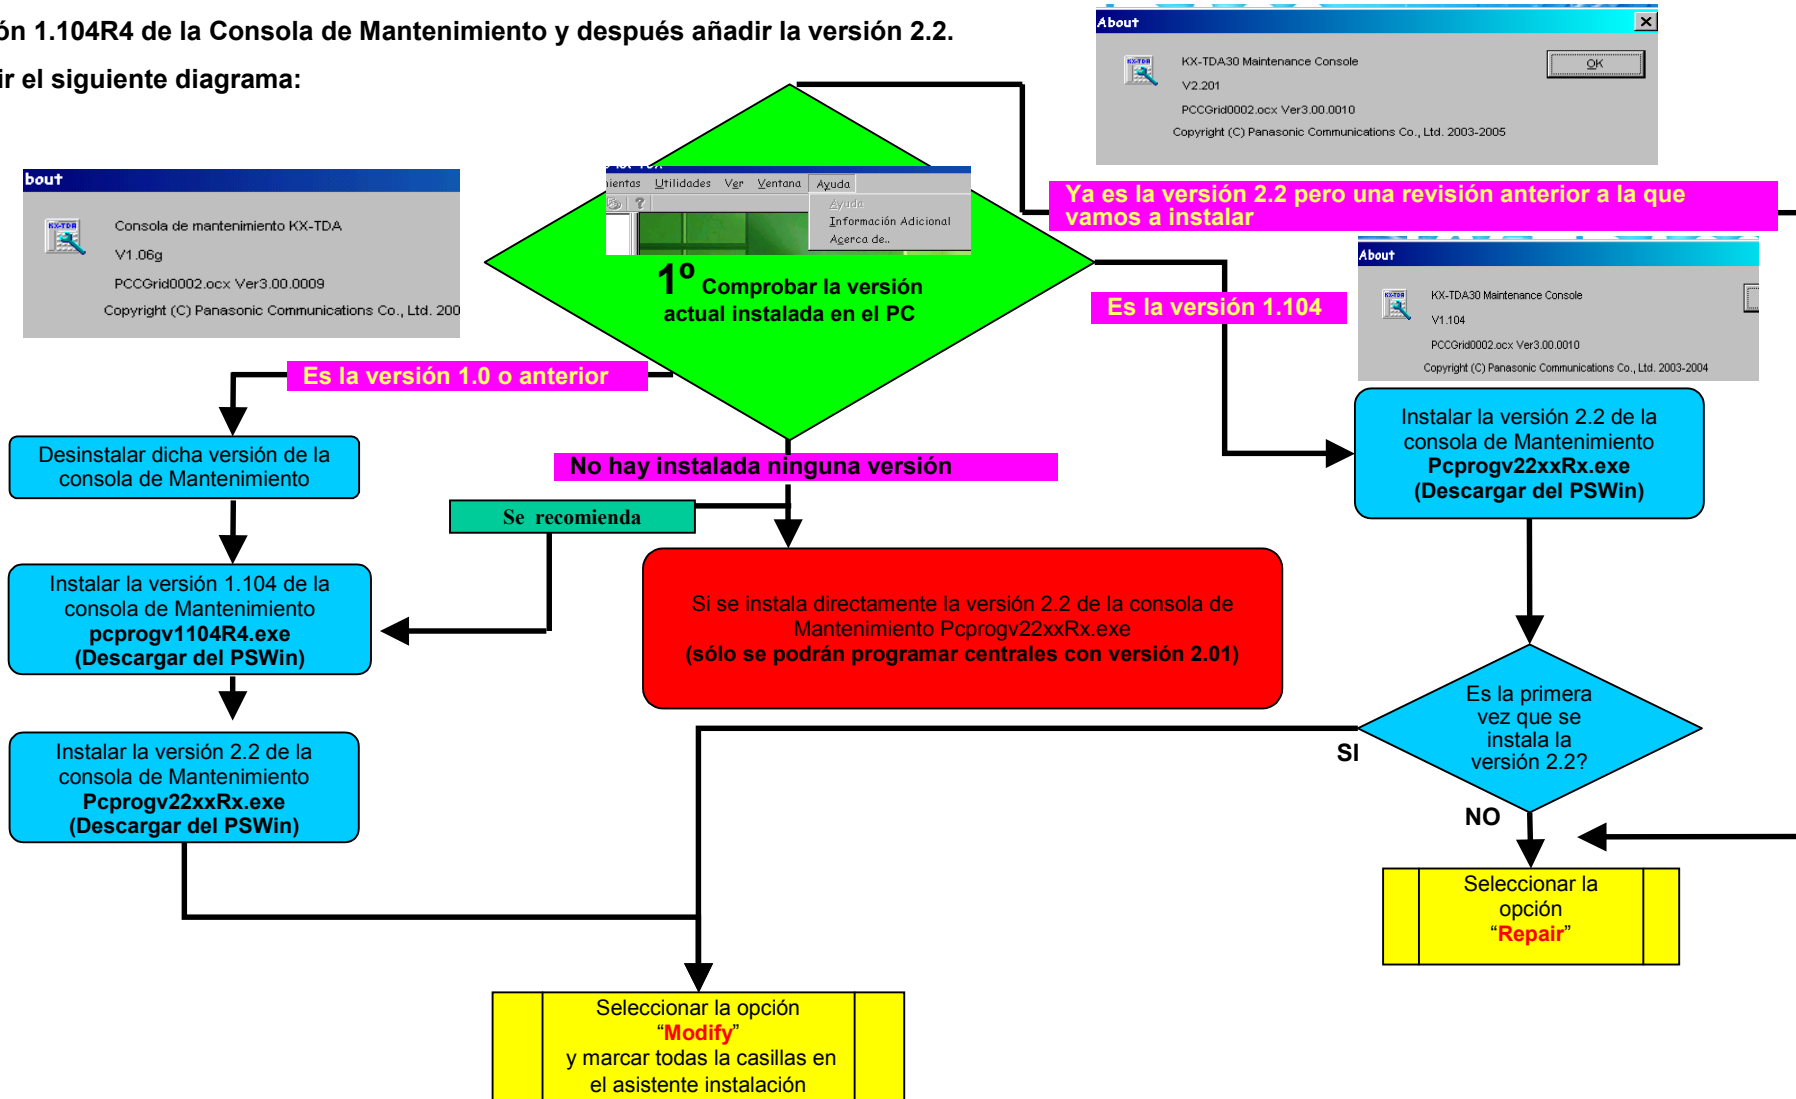 ón 1.104R4 de la Consola de Mantenimiento y después añadir la versión 2.2.
ir el siguiente diagrama:
About
KX-TDA30 Maintenance Console
OK
V2.201
PCCGrid0002.ocx Ver3.00.0010
Copyright (C) Panasonic Communications Co., Ltd. 2003-2005
bout
KX-TDA
Consola de mantenimiento KX-TDA
V1.06g
PCCGrid0002.ocx Ver3.00.0009
Copyright (C) Panasonic Communications Co., Ltd. 200
ientas Utilidades Ver Ventana Ayuda
Ayuda
Información Adicional
Acerca de..
1º Comprobar la versión
actual instalada en el PC
Ya es la versión 2.2 pero una revisión anterior a la que
vamos a instalar
About
KX-TDA30 Maintenance Console
V1.104
PCCGrid0002.ocx Ver3.00.0010
Copyright (C) Panasonic Communications Co., Ltd. 2003-2004
Es la versión 1.104
Es la versión 1.0 o anterior
No hay instalada ninguna versión
Se recomienda
Desinstalar dicha versión de la
consola de Mantenimiento
Instalar la versión 1.104 de la
consola de Mantenimiento
pcprogv1104R4.exe
(Descargar del PSWin)
Instalar la versión 2.2 de la
consola de Mantenimiento
Pcprogv22xxRx.exe
(Descargar del PSWin)
Si se instala directamente la versión 2.2 de la consola de
Mantenimiento Pcprogv22xxRx.exe
(sólo se podrán programar centrales con versión 2.01)
Instalar la versión 2.2 de la
consola de Mantenimiento
Pcprogv22xxRx.exe
(Descargar del PSWin)
Es la primera
vez que se
instala la
versión 2.2?
SI
NO
Seleccionar la
opción
“Repair”
Seleccionar la opción
“Modify”
y marcar todas la casillas en
el asistente instalación